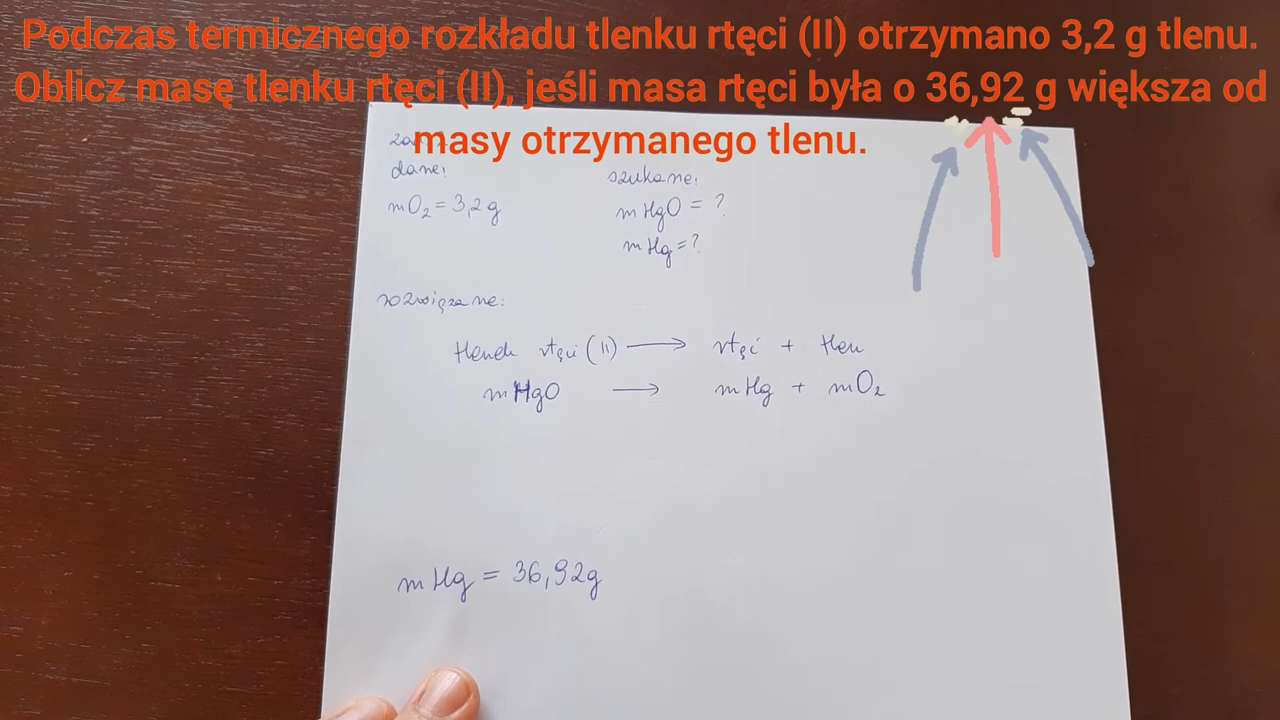 Podczas termicznego rozkładu tlenku rtęci (II) otrzymano 3,2 g tlenu.
Oblicz masę tlenku rtęci (II), jeśli masa rtęci była o 36,92 g większa od
masy otrzymanego tlenu.
dane:
szukane:
mO₂ = 3,2g
mHgO = ?
mHg = ?
rozwiązanie:
tlenek rtęci (II) → rtęć + tlen
mHgO → mHg + mO₂
mHg = 36,92g